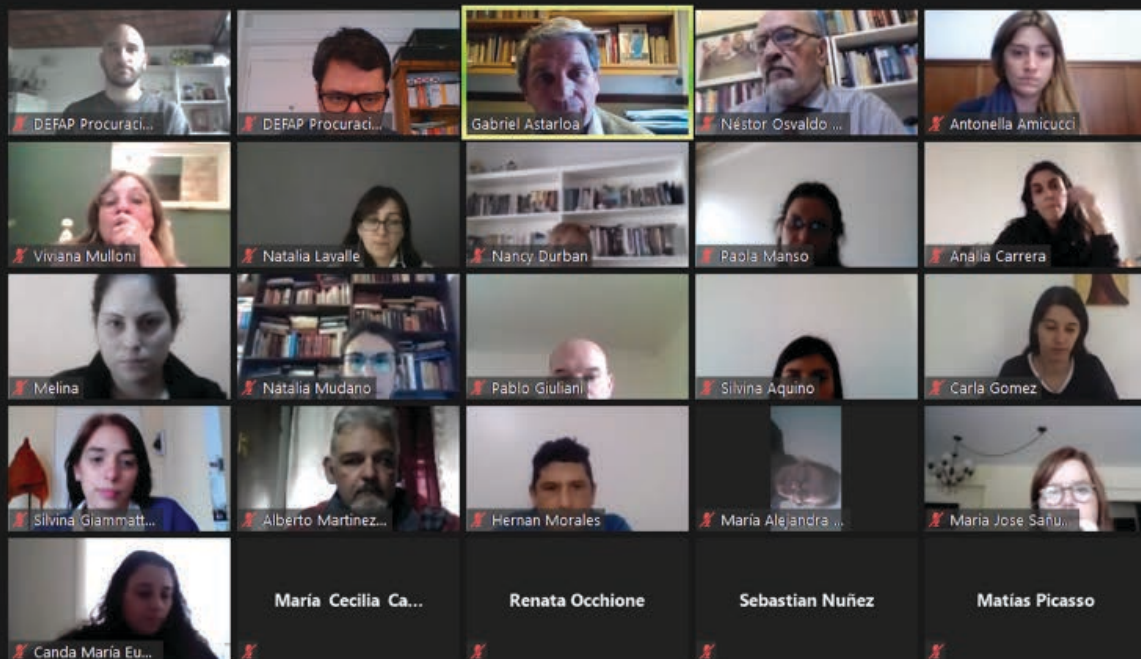 DEFAP Procuraci...
DEFAP Procuraci...
Gabriel Astarloa
Néstor Osvaldo ...
Antonella Amicucci
Viviana Mulloni
Natalia Lavalle
Nancy Durban
Paola Manso
Analia Carrera
Melina
Natalia Mudano
Pablo Giuliani
Silvina Aquino
Carla Gomez
Silvina Giammatt...
Alberto Martinez...
Hernan Morales
María Alejandra ...
Maria Jose Sañu...
Canda María Eu...
María Cecilia Ca...
Renata Occhione
Sebastian Nuñez
Matías Picasso